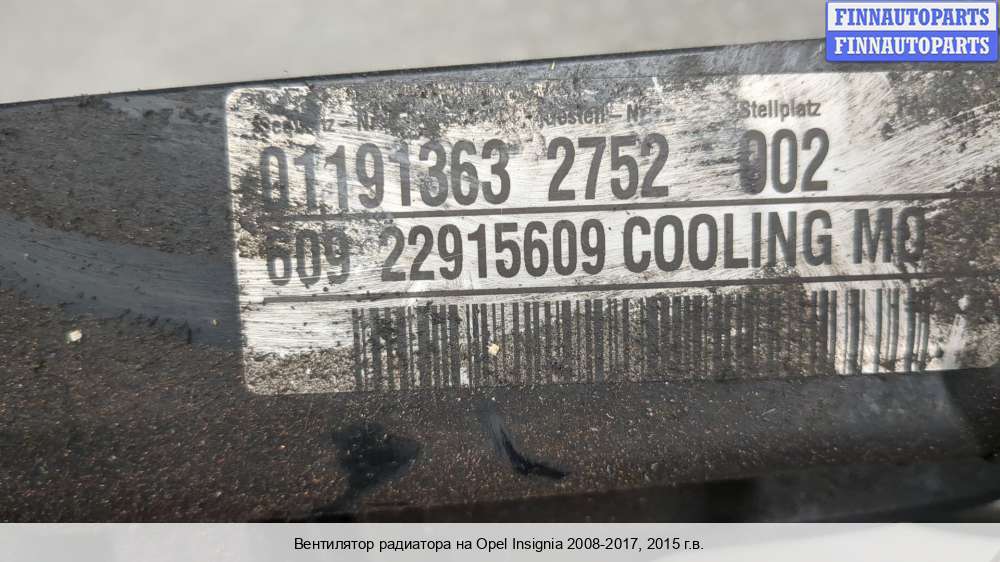 FINNAUTOPARTS
FINNAUTOPARTS
Stellplatz
01191363 2752 002
609 22915609 COOLING MO
Вентилятор радиатора на Opel Insignia 2008-2017, 2015 г.в.